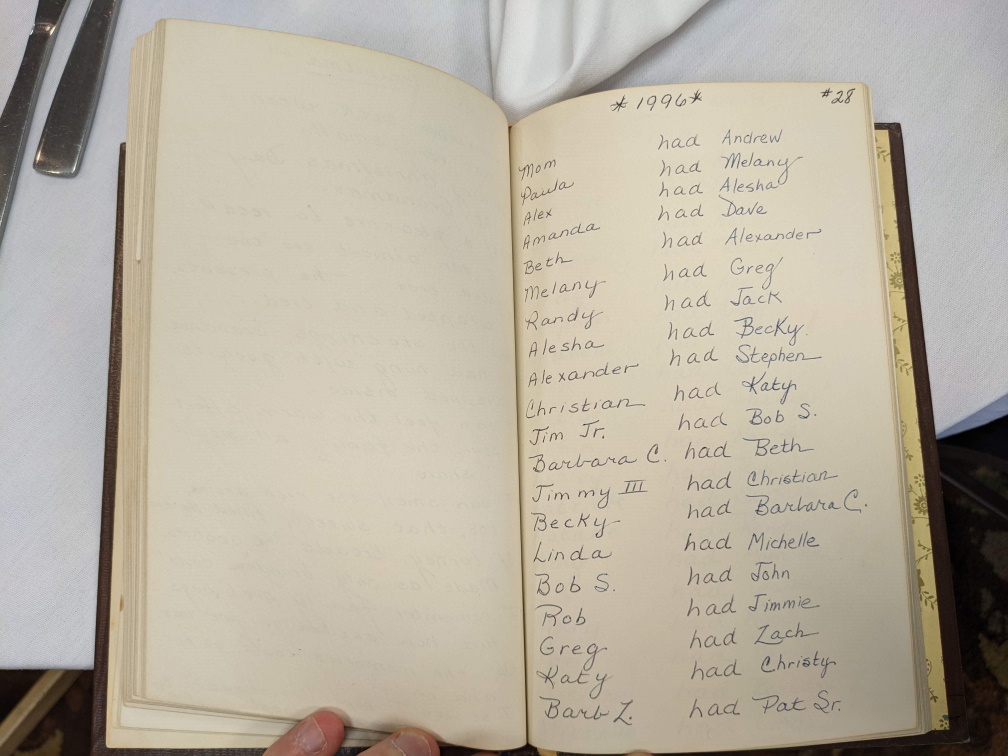 *1996* #28
Mom had Andrew
Paula had Melany
Alex had Alesha
Amanda had Dave
Beth had Alexander
Melany had Greg
Randy had Jack
Alesha had Becky
Alexander had Stephen
Christian had Katy
Jim Jr. had Bob S.
Barbara C. had Beth
Jimmy III had Christian
Becky had Barbara C.
Linda had Michelle
Bob S. had John
Rob had Jimmie
Greg had Zach
Katy had Christy
Barb Z. had Pat Sr.